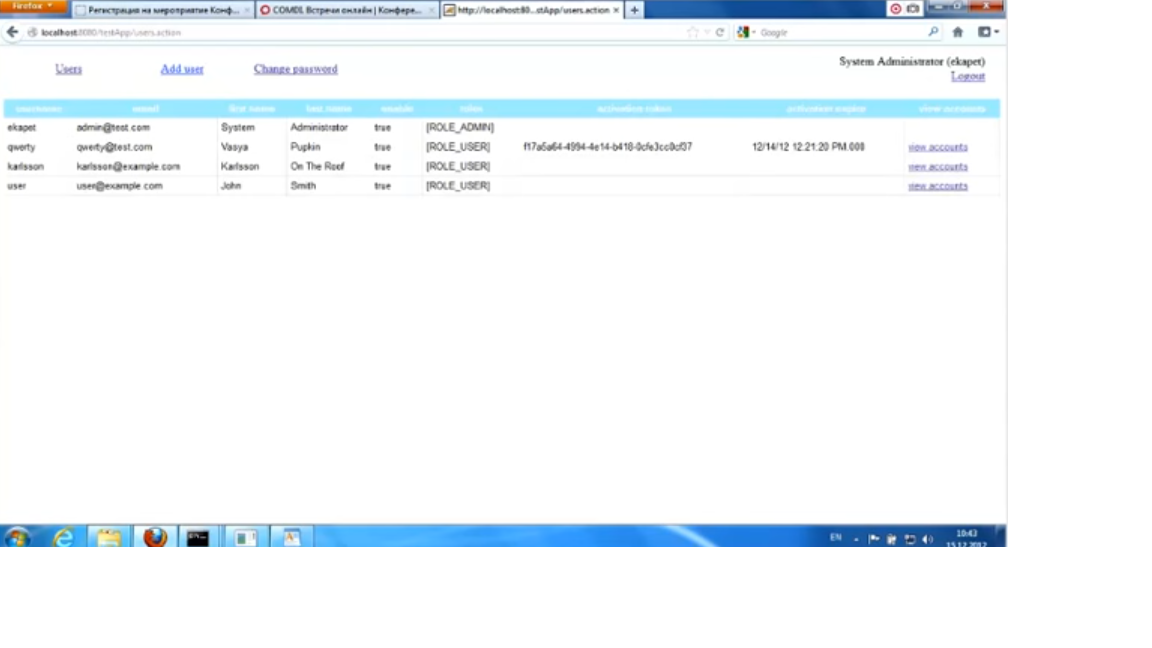 Firefox
Регистрация на мероприятие Конф... × COMDI. Встречи онлайн | Конфере... × http://localhost:80...stApp/users.action × +
localhost:8080/testApp/users.action Google
System Administrator (ekapet)
Users Add user Change password
Logout
username email first name last name enable roles activation token activation expire view accounts
ekapet admin@test.com System Administrator true [ROLE_ADMIN]
qwerty qwerty@test.com Vasya Pupkin true [ROLE_USER] f17a5a64-4994-4e14-b418-0cfe3cc0cf37 12/14/12 12:21:20 PM.000 view accounts
karlsson karlsson@example.com Karlsson On The Roof true [ROLE_USER] view accounts
user user@example.com John Smith true [ROLE_USER] view accounts
EN 10:43
15.12.2012